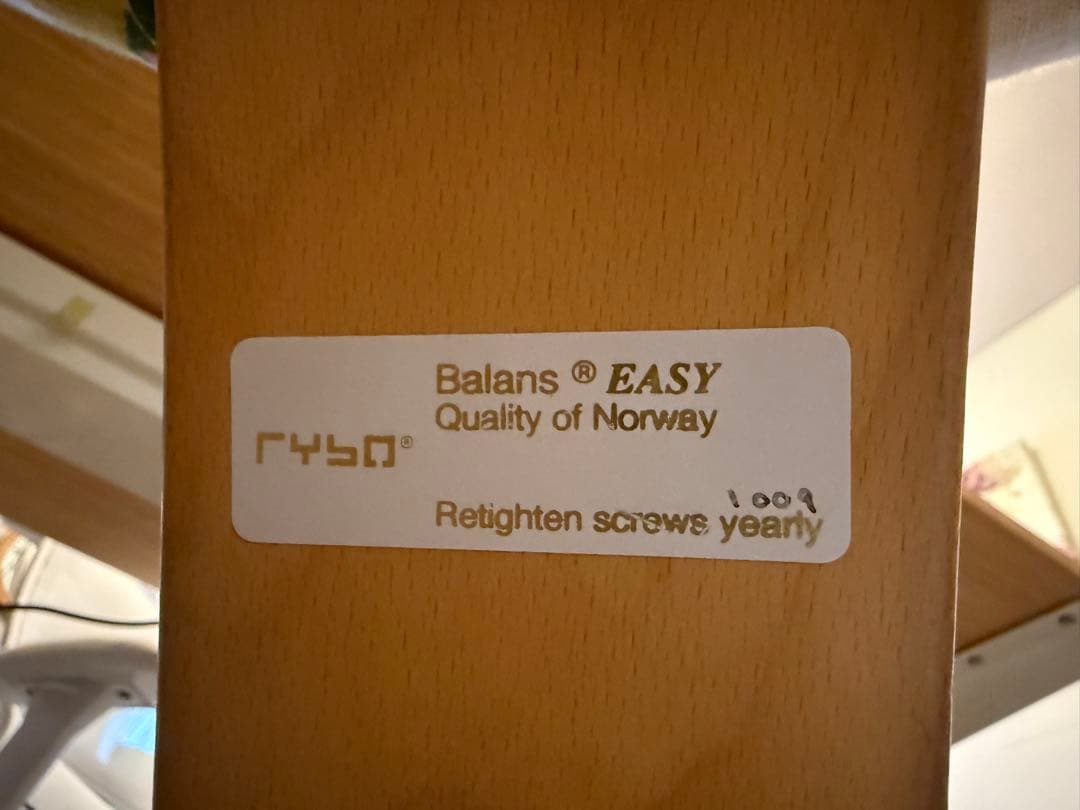 Balans ® EASY
Quality of Norway
rybo®
1009
Retighten screws yearly